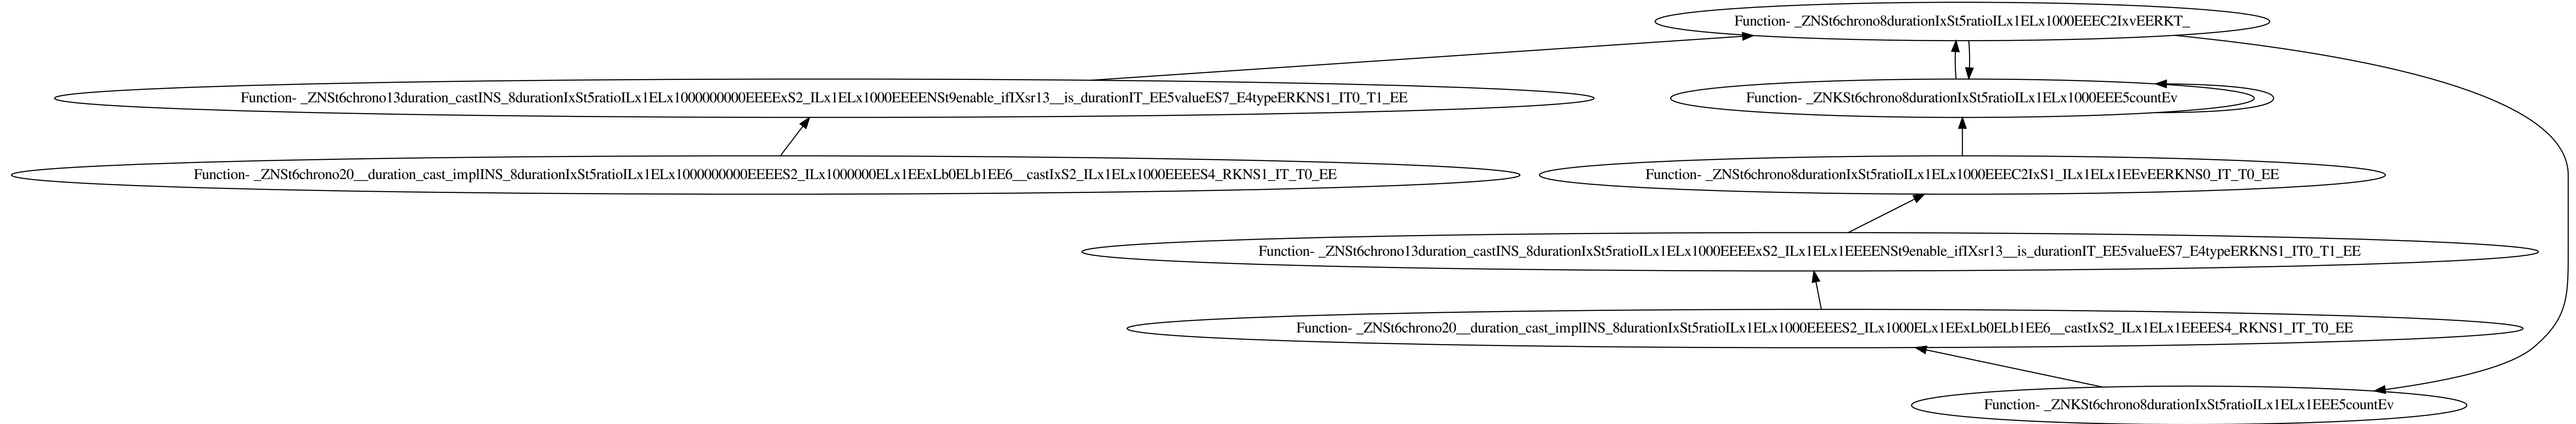 Function- _ZNSt6chrono8durationIxSt5ratioILx1ELx1000EEEC2IxvEERKT_
Function- _ZNSt6chrono13duration_castINS_8durationIxSt5ratioILx1ELx1000000000EEEExS2_ILx1ELx1000EEEENSt9enable_ifIXsr13__is_durationIT_EE5valueES7_E4typeERKNS1_IT0_T1_EE
Function- _ZNKSt6chrono8durationIxSt5ratioILx1ELx1000EEE5countEv
Function- _ZNSt6chrono20__duration_cast_implINS_8durationIxSt5ratioILx1ELx1000000000EEEES2_ILx1000000ELx1EExLb0ELb1EE6__castIxS2_ILx1ELx1000EEEES4_RKNS1_IT_T0_EE
Function- _ZNSt6chrono8durationIxSt5ratioILx1ELx1000EEEC2IxS1_ILx1ELx1EEvEERKNS0_IT_T0_EE
Function- _ZNSt6chrono13duration_castINS_8durationIxSt5ratioILx1ELx1000EEEExS2_ILx1ELx1EEEENSt9enable_ifIXsr13__is_durationIT_EE5valueES7_E4typeERKNS1_IT0_T1_EE
Function- _ZNSt6chrono20__duration_cast_implINS_8durationIxSt5ratioILx1ELx1000EEEES2_ILx1000ELx1EExLb0ELb1EE6__castIxS2_ILx1ELx1EEEES4_RKNS1_IT_T0_EE
Function- _ZNKSt6chrono8durationIxSt5ratioILx1ELx1EEE5countEv